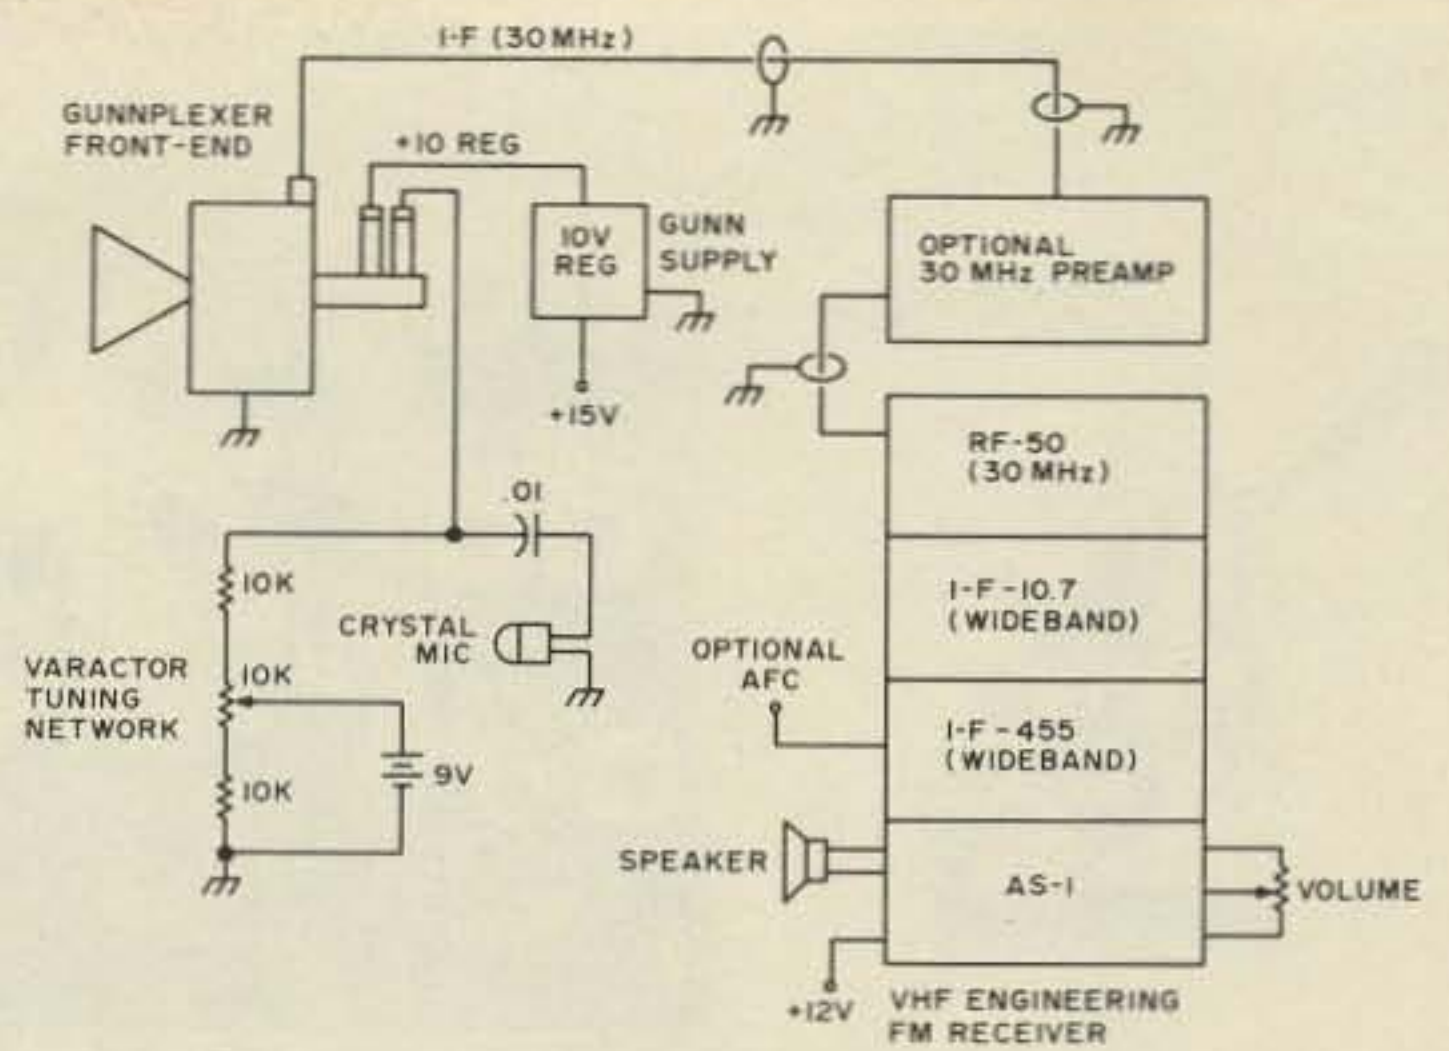 I-F (30MHz)
GUNNPLEXER
FRONT-END
+10 REG
10V
REG
GUNN
SUPPLY
+15V
OPTIONAL
30 MHz PREAMP
RF-50
(30 MHz)
I-F-10.7
(WIDEBAND)
I-F-455
(WIDEBAND)
AS-1
OPTIONAL
AFC
SPEAKER
VOLUME
+12V
VHF ENGINEERING
FM RECEIVER
.01
CRYSTAL
MIC
10K
10K
10K
VARACTOR
TUNING
NETWORK
9V